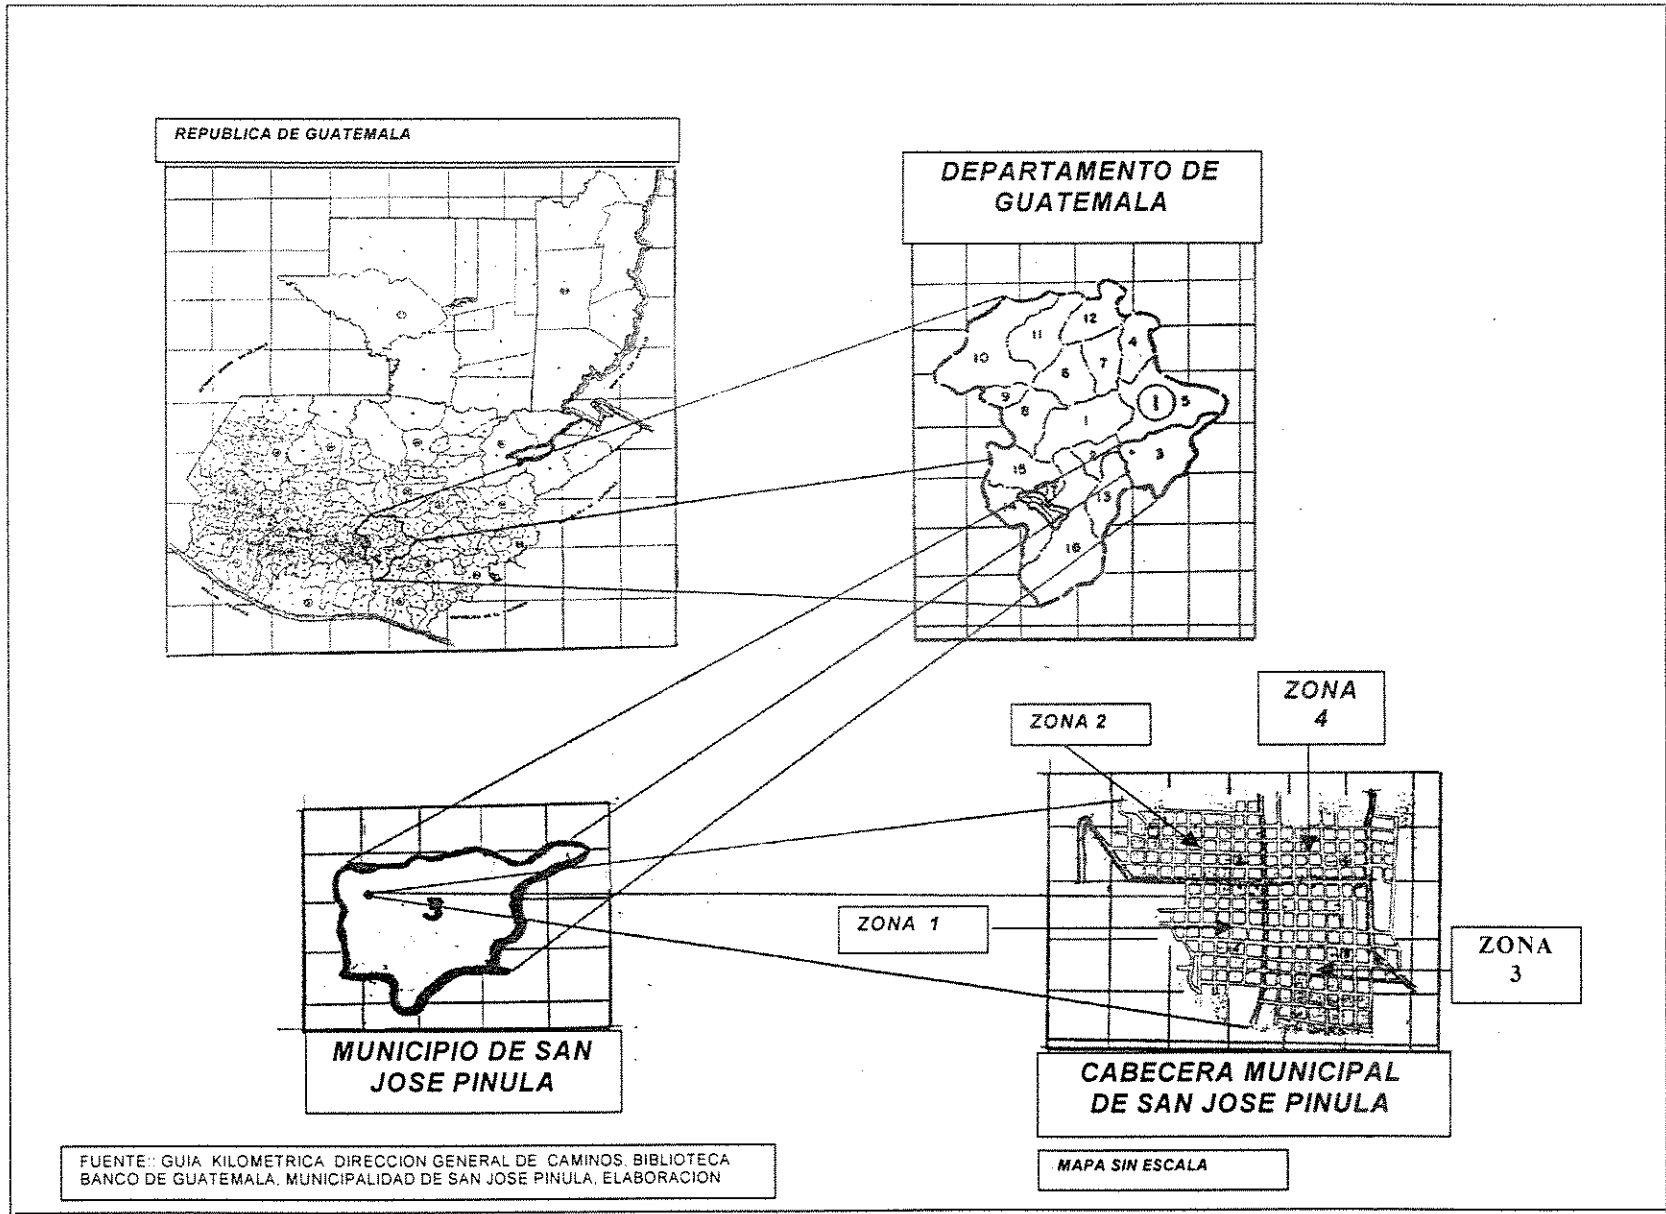 REPUBLICA DE GUATEMALA
DEPARTAMENTO DE
GUATEMALA
12
11
4
10
7
6
9
8
1
1
5
2
3
15
13
16
ZONA
4
ZONA 2
ZONA 1
ZONA
3
3
MUNICIPIO DE SAN
JOSE PINULA
CABECERA MUNICIPAL
DE SAN JOSE PINULA
MAPA SIN ESCALA
FUENTE:: GUIA KILOMETRICA DIRECCION GENERAL DE CAMINOS. BIBLIOTECA
BANCO DE GUATEMALA, MUNICIPALIDAD DE SAN JOSE PINULA, ELABORACION